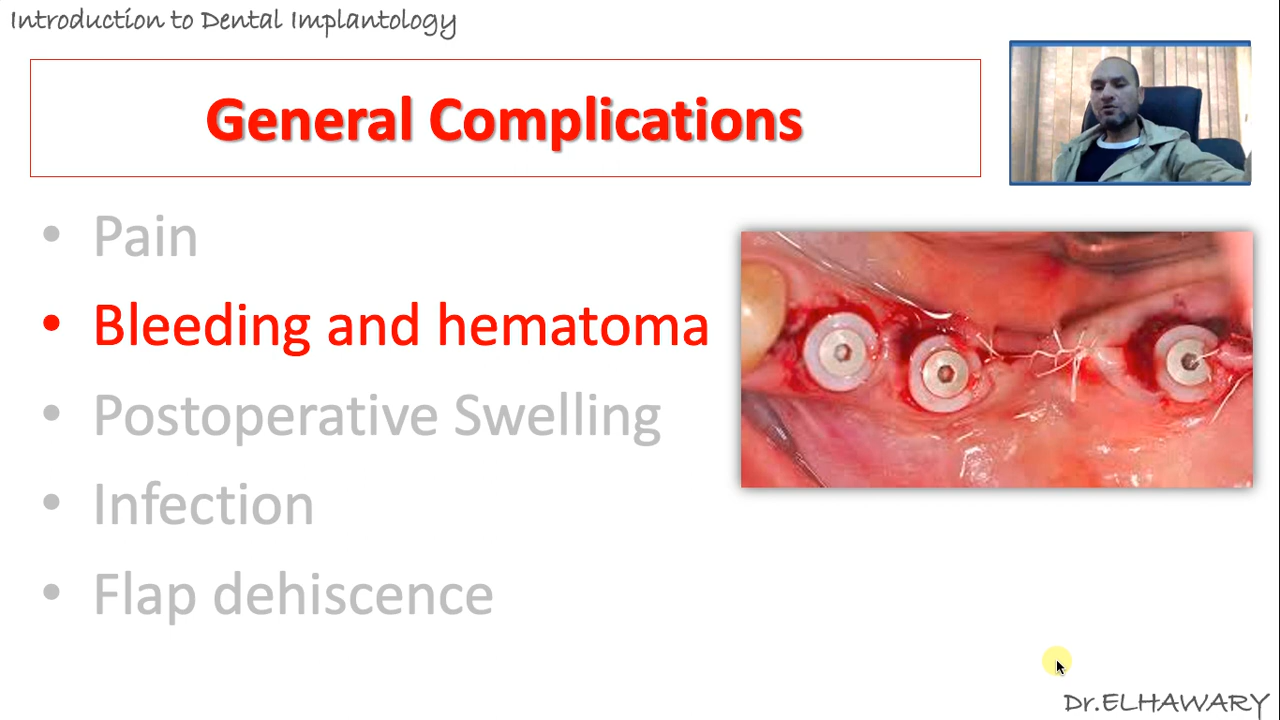 Introduction to Dental Implantology
General Complications
• Pain
• Bleeding and hematoma
• Postoperative Swelling
• Infection
• Flap dehiscence
Dr.ELHAWARY